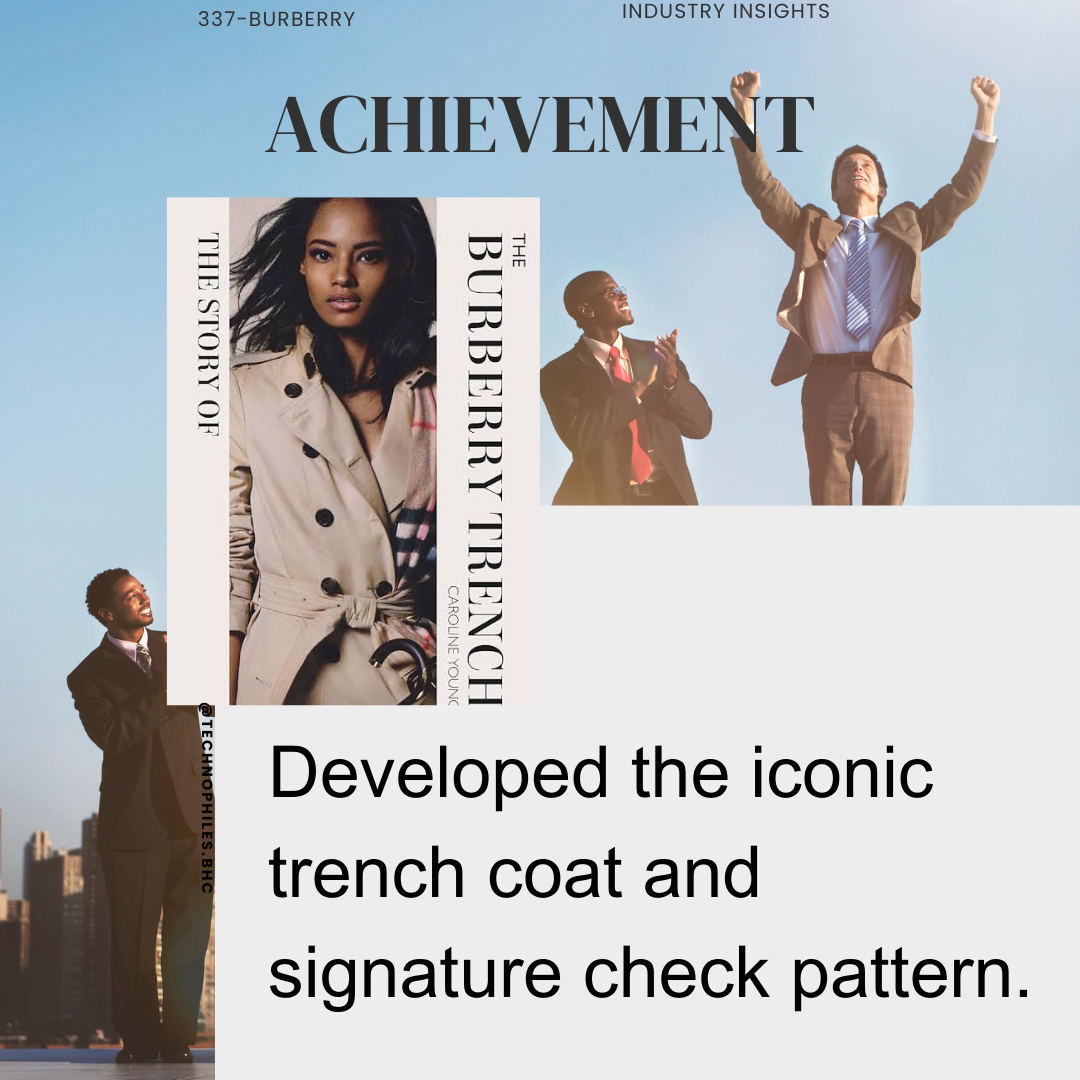 337-BURBERRY
INDUSTRY INSIGHTS
ACHIEVEMENT
THE STORY OF
THE
BURBERRY TRENCH
CAROLINE YOUNG
@TECHNOPHILES.BHC
Developed the iconic
trench coat and
signature check pattern.